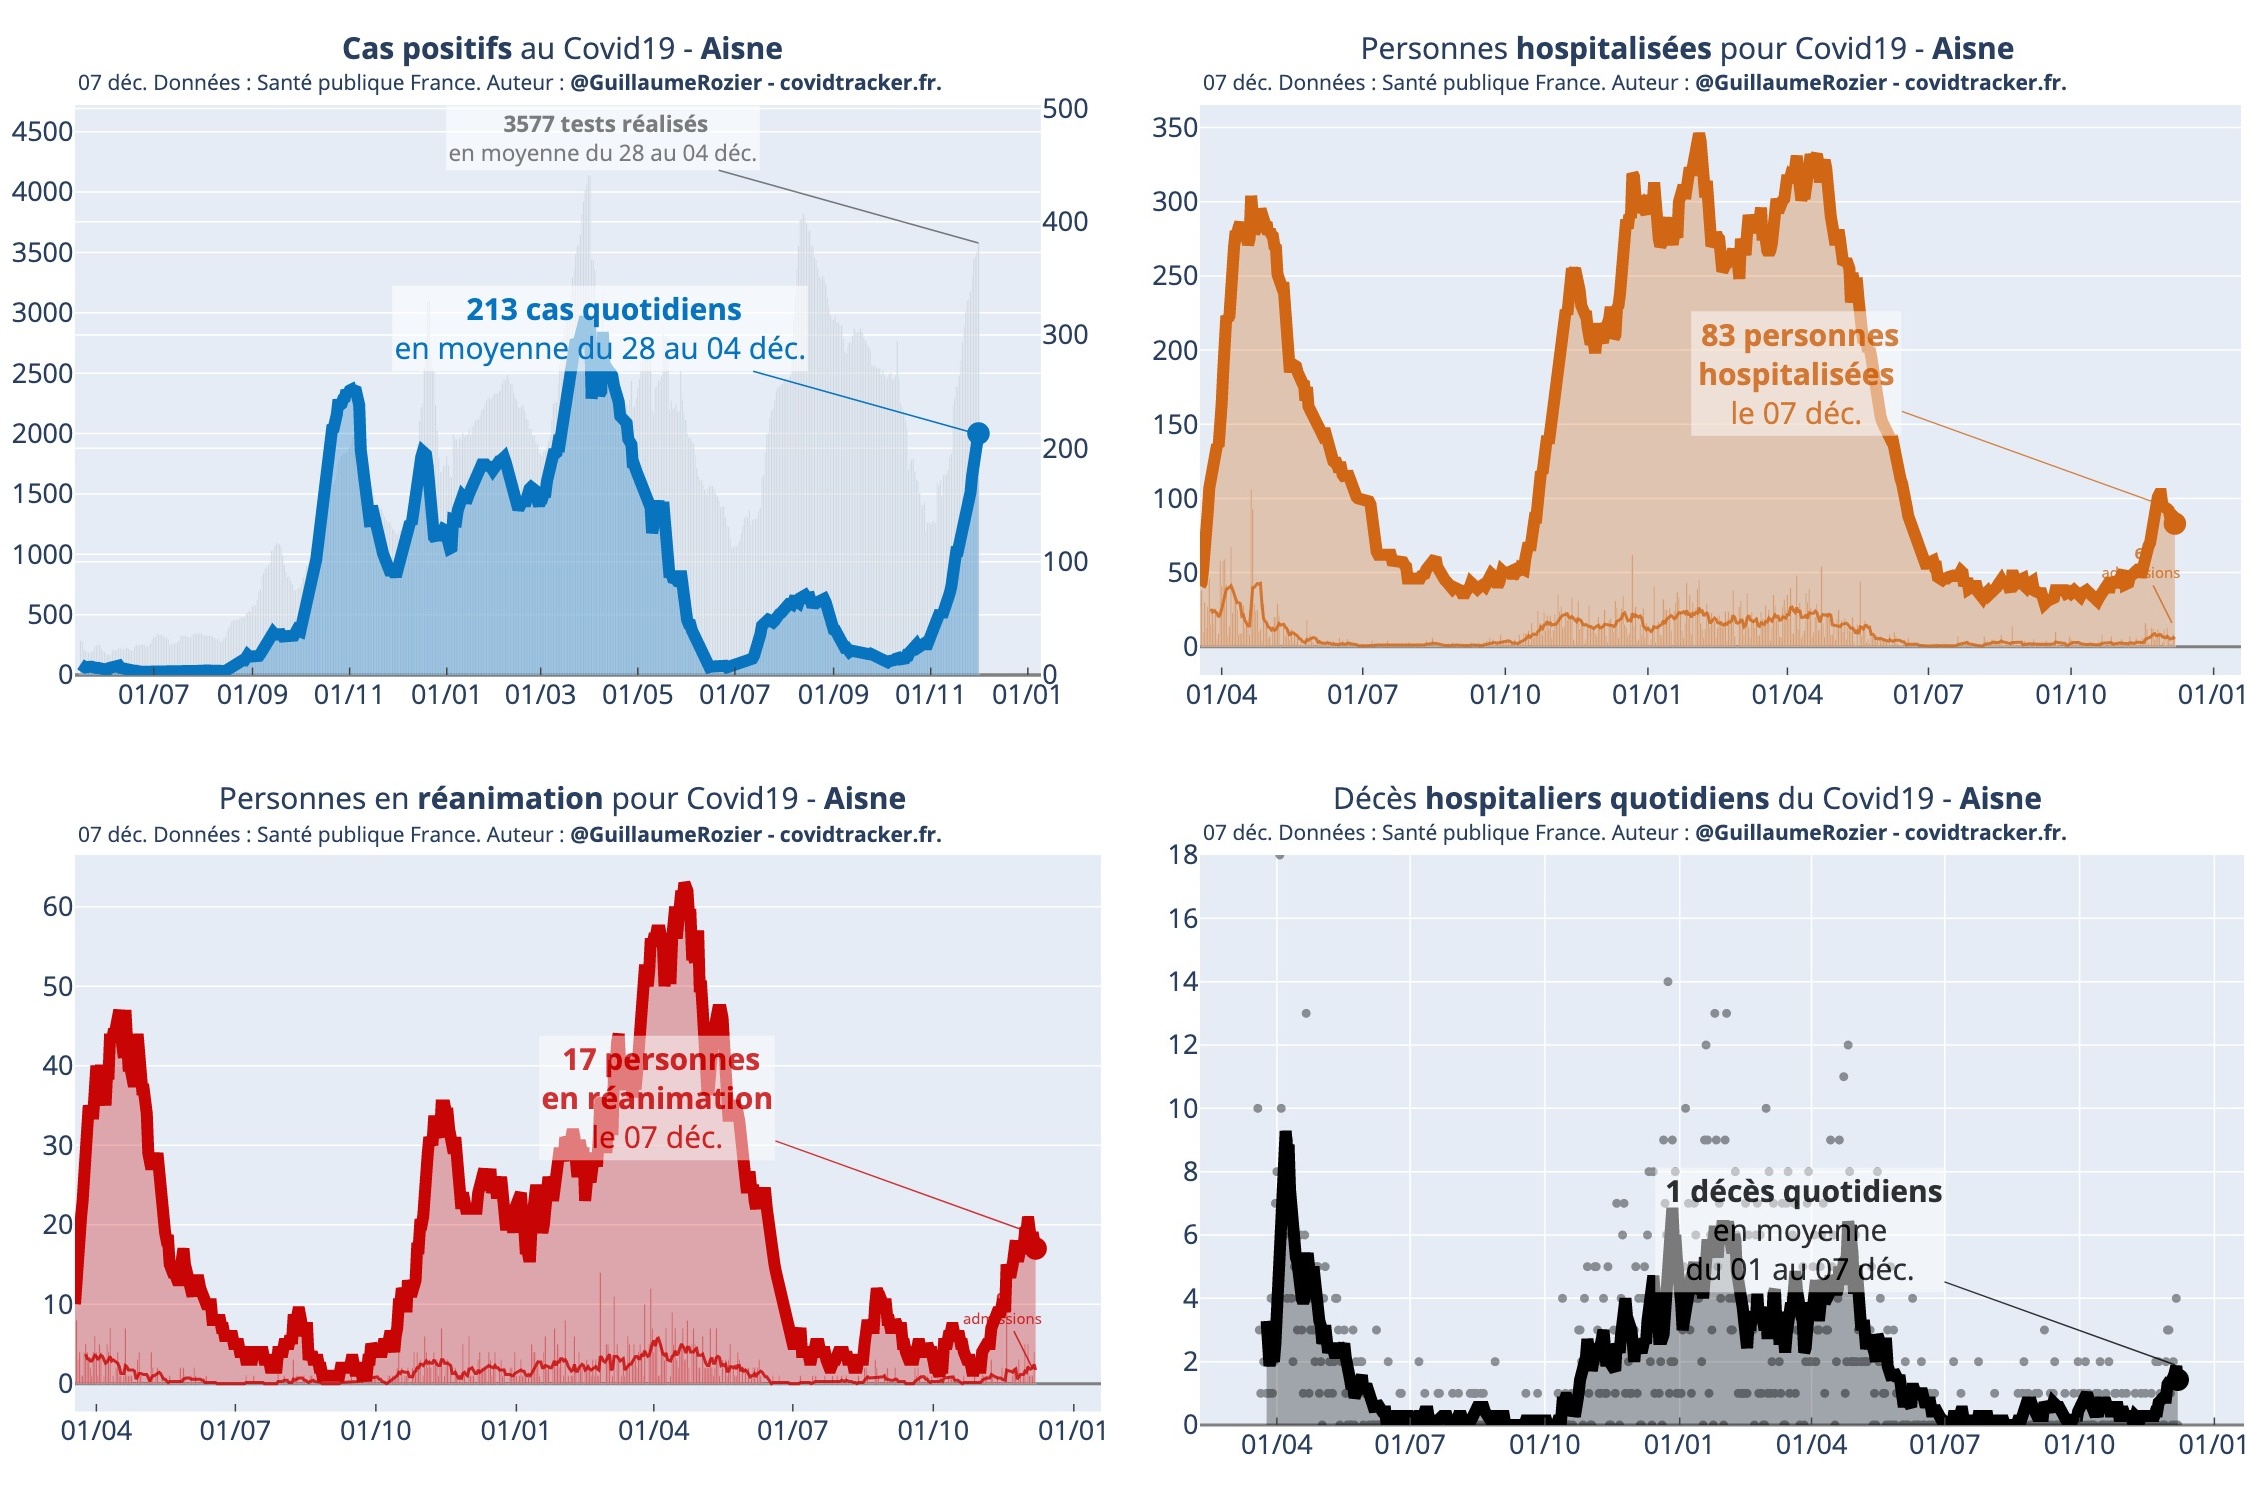 Cas positifs au Covid19 - Aisne
07 déc. Données : Santé publique France. Auteur : @GuillaumeRozier - covidtracker.fr.
3577 tests réalisés
en moyenne du 28 au 04 déc.
213 cas quotidiens
en moyenne du 28 au 04 déc.
4500
4000
3500
3000
2500
2000
1500
1000
500
0
500
400
300
200
100
0
01/07 01/09 01/11 01/01 01/03 01/05 01/07 01/09 01/11 01/01
Personnes hospitalisées pour Covid19 - Aisne
07 déc. Données : Santé publique France. Auteur : @GuillaumeRozier - covidtracker.fr.
350
300
250
200
150
100
50
0
83 personnes
hospitalisées
le 07 déc.
admissions
01/04 01/07 01/10 01/01 01/04 01/07 01/10 01/01
Personnes en réanimation pour Covid19 - Aisne
07 déc. Données : Santé publique France. Auteur : @GuillaumeRozier - covidtracker.fr.
60
50
40
30
20
10
0
17 personnes
en réanimation
le 07 déc.
admissions
01/04 01/07 01/10 01/01 01/04 01/07 01/10 01/01
Décès hospitaliers quotidiens du Covid19 - Aisne
07 déc. Données : Santé publique France. Auteur : @GuillaumeRozier - covidtracker.fr.
18
16
14
12
10
8
6
4
2
0
1 décès quotidiens
en moyenne
du 01 au 07 déc.
01/04 01/07 01/10 01/01 01/04 01/07 01/10 01/01